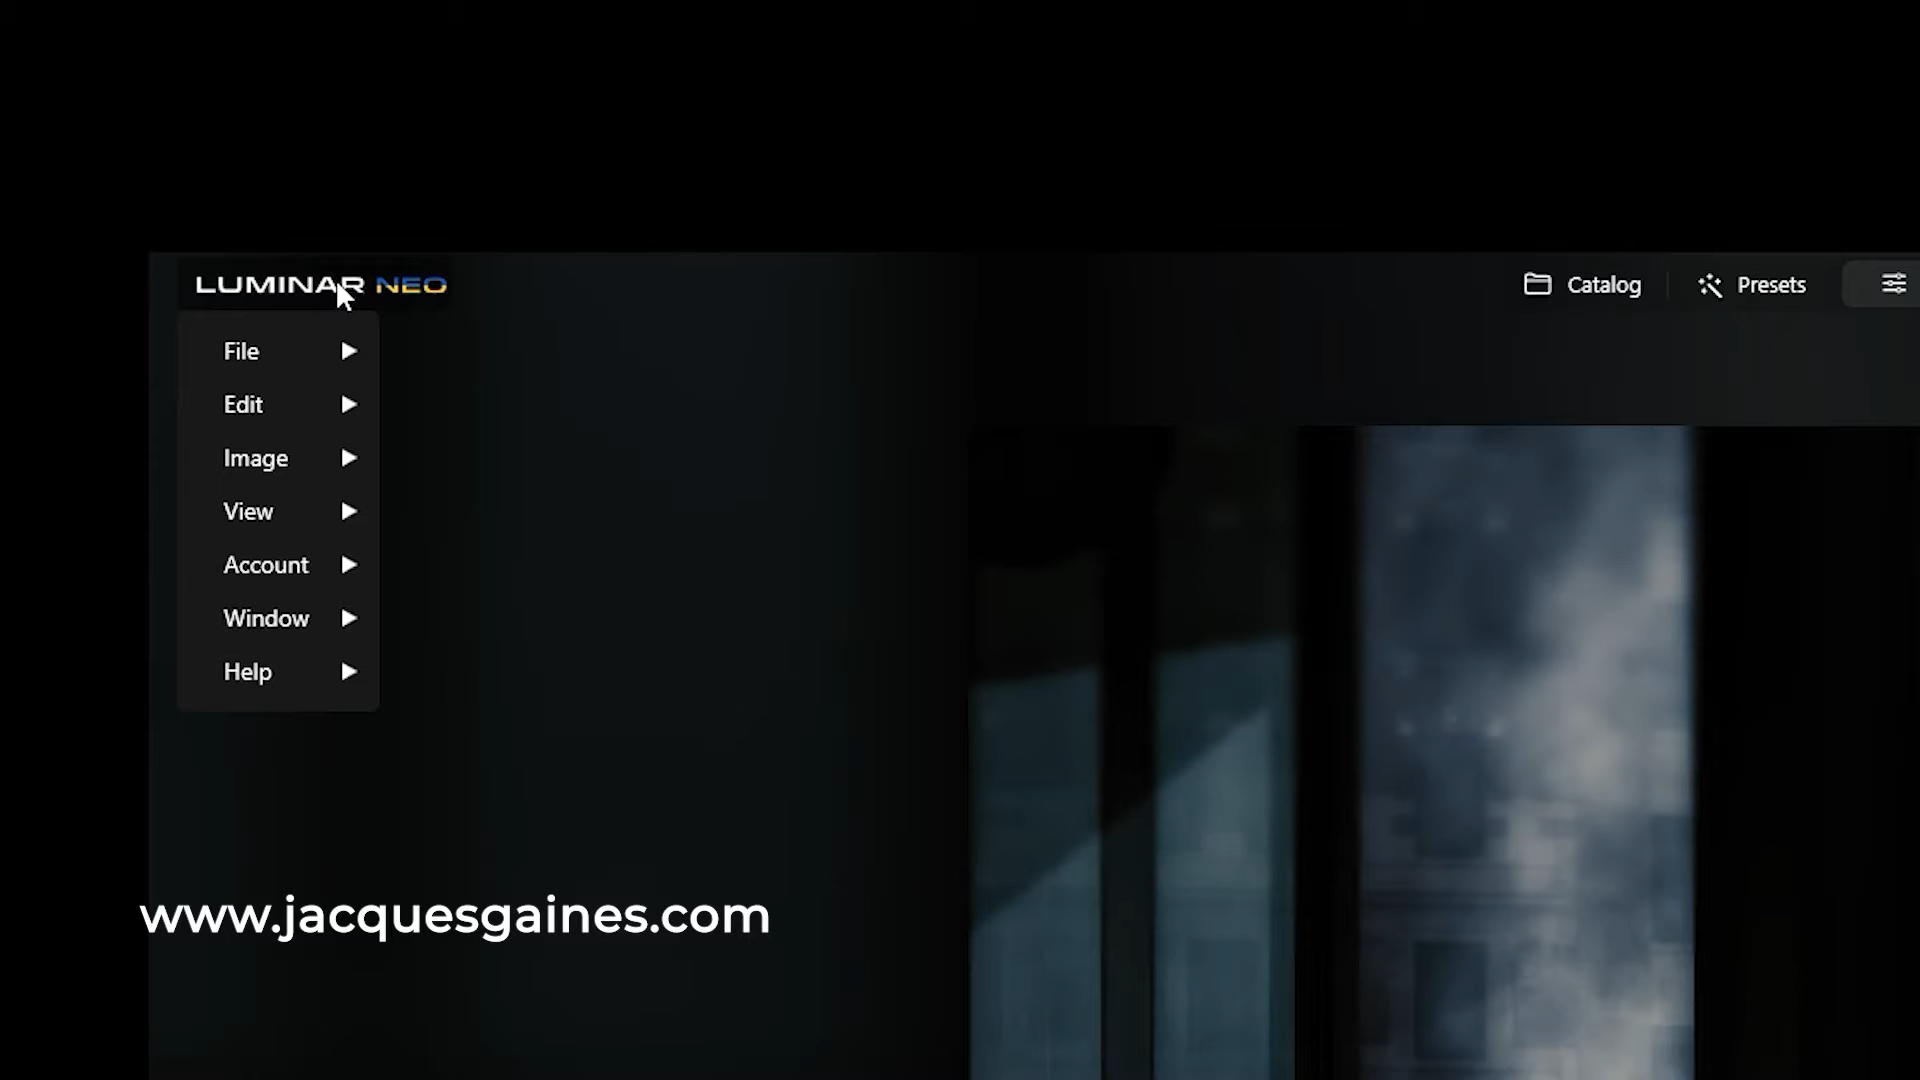 LUMINAR NEO
Catalog
Presets
File
Edit
Image
View
Account
Window
Help
www.jacquesgaines.com